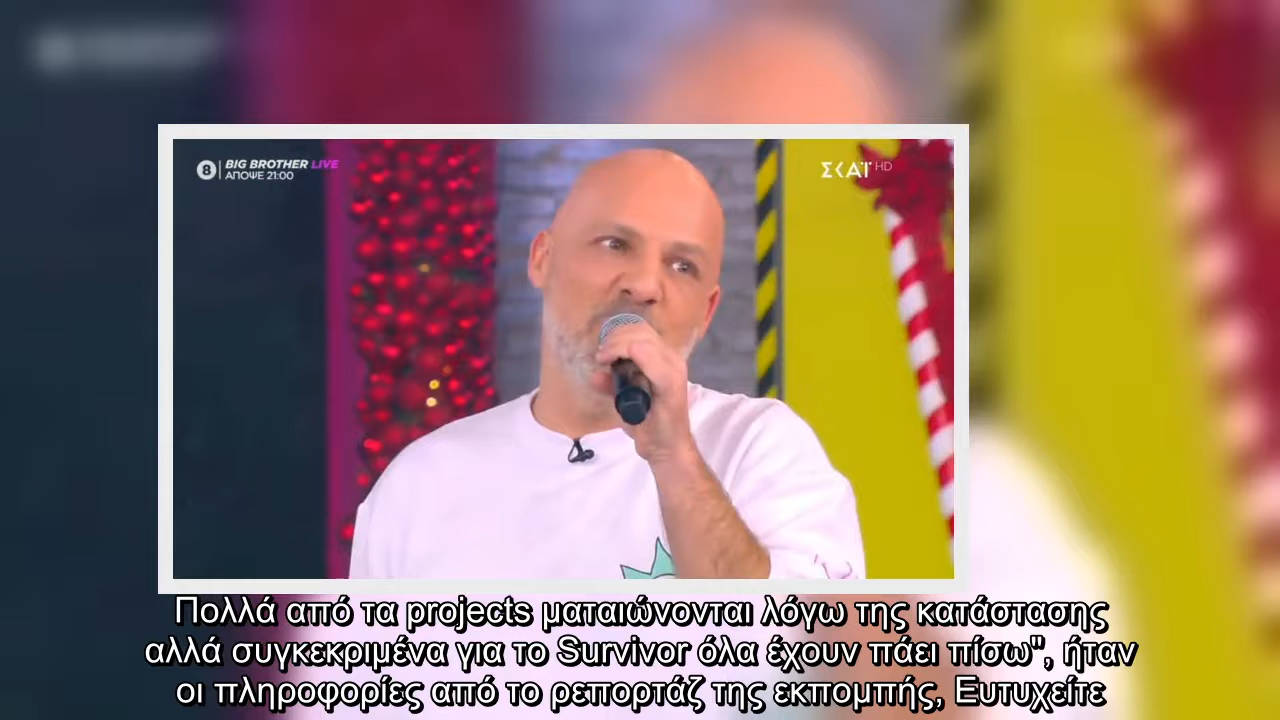 8 BIG BROTHER LIVE
ΑΠΟΨΕ 21:00
ΣΚΑΪ HD
Πολλά από τα projects ματαιώνονται λόγω της κατάστασης
αλλά συγκεκριμένα για το Survivor όλα έχουν πάει πίσω", ήταν
οι πληροφορίες από το ρεπορτάζ της εκπομπής, Ευτυχείτε